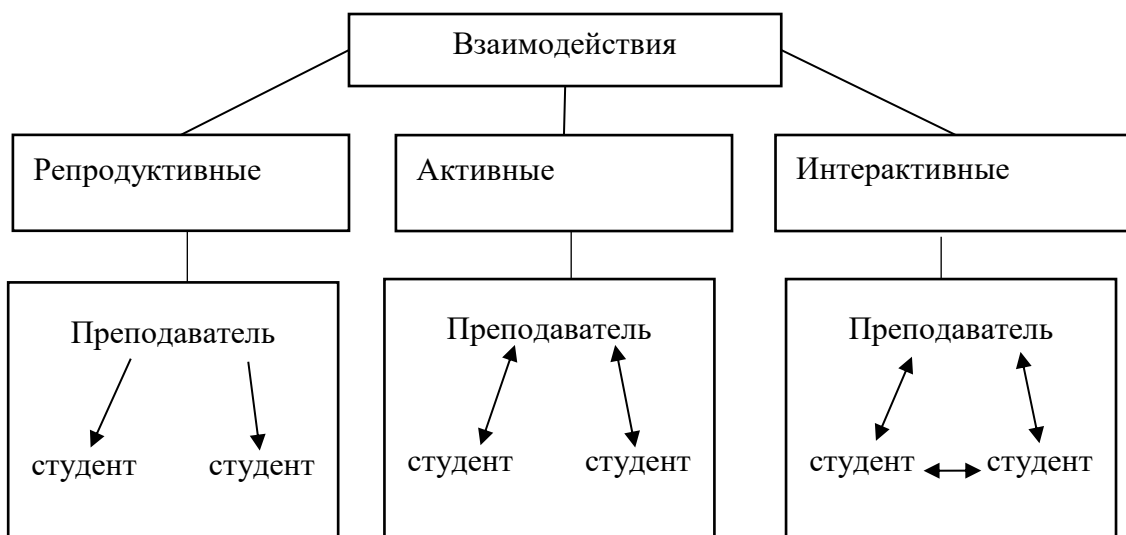 Взаимодействия
Репродуктивные
Активные
Интерактивные
Преподаватель
студент студент
Преподаватель
студент студент
Преподаватель
студент студент